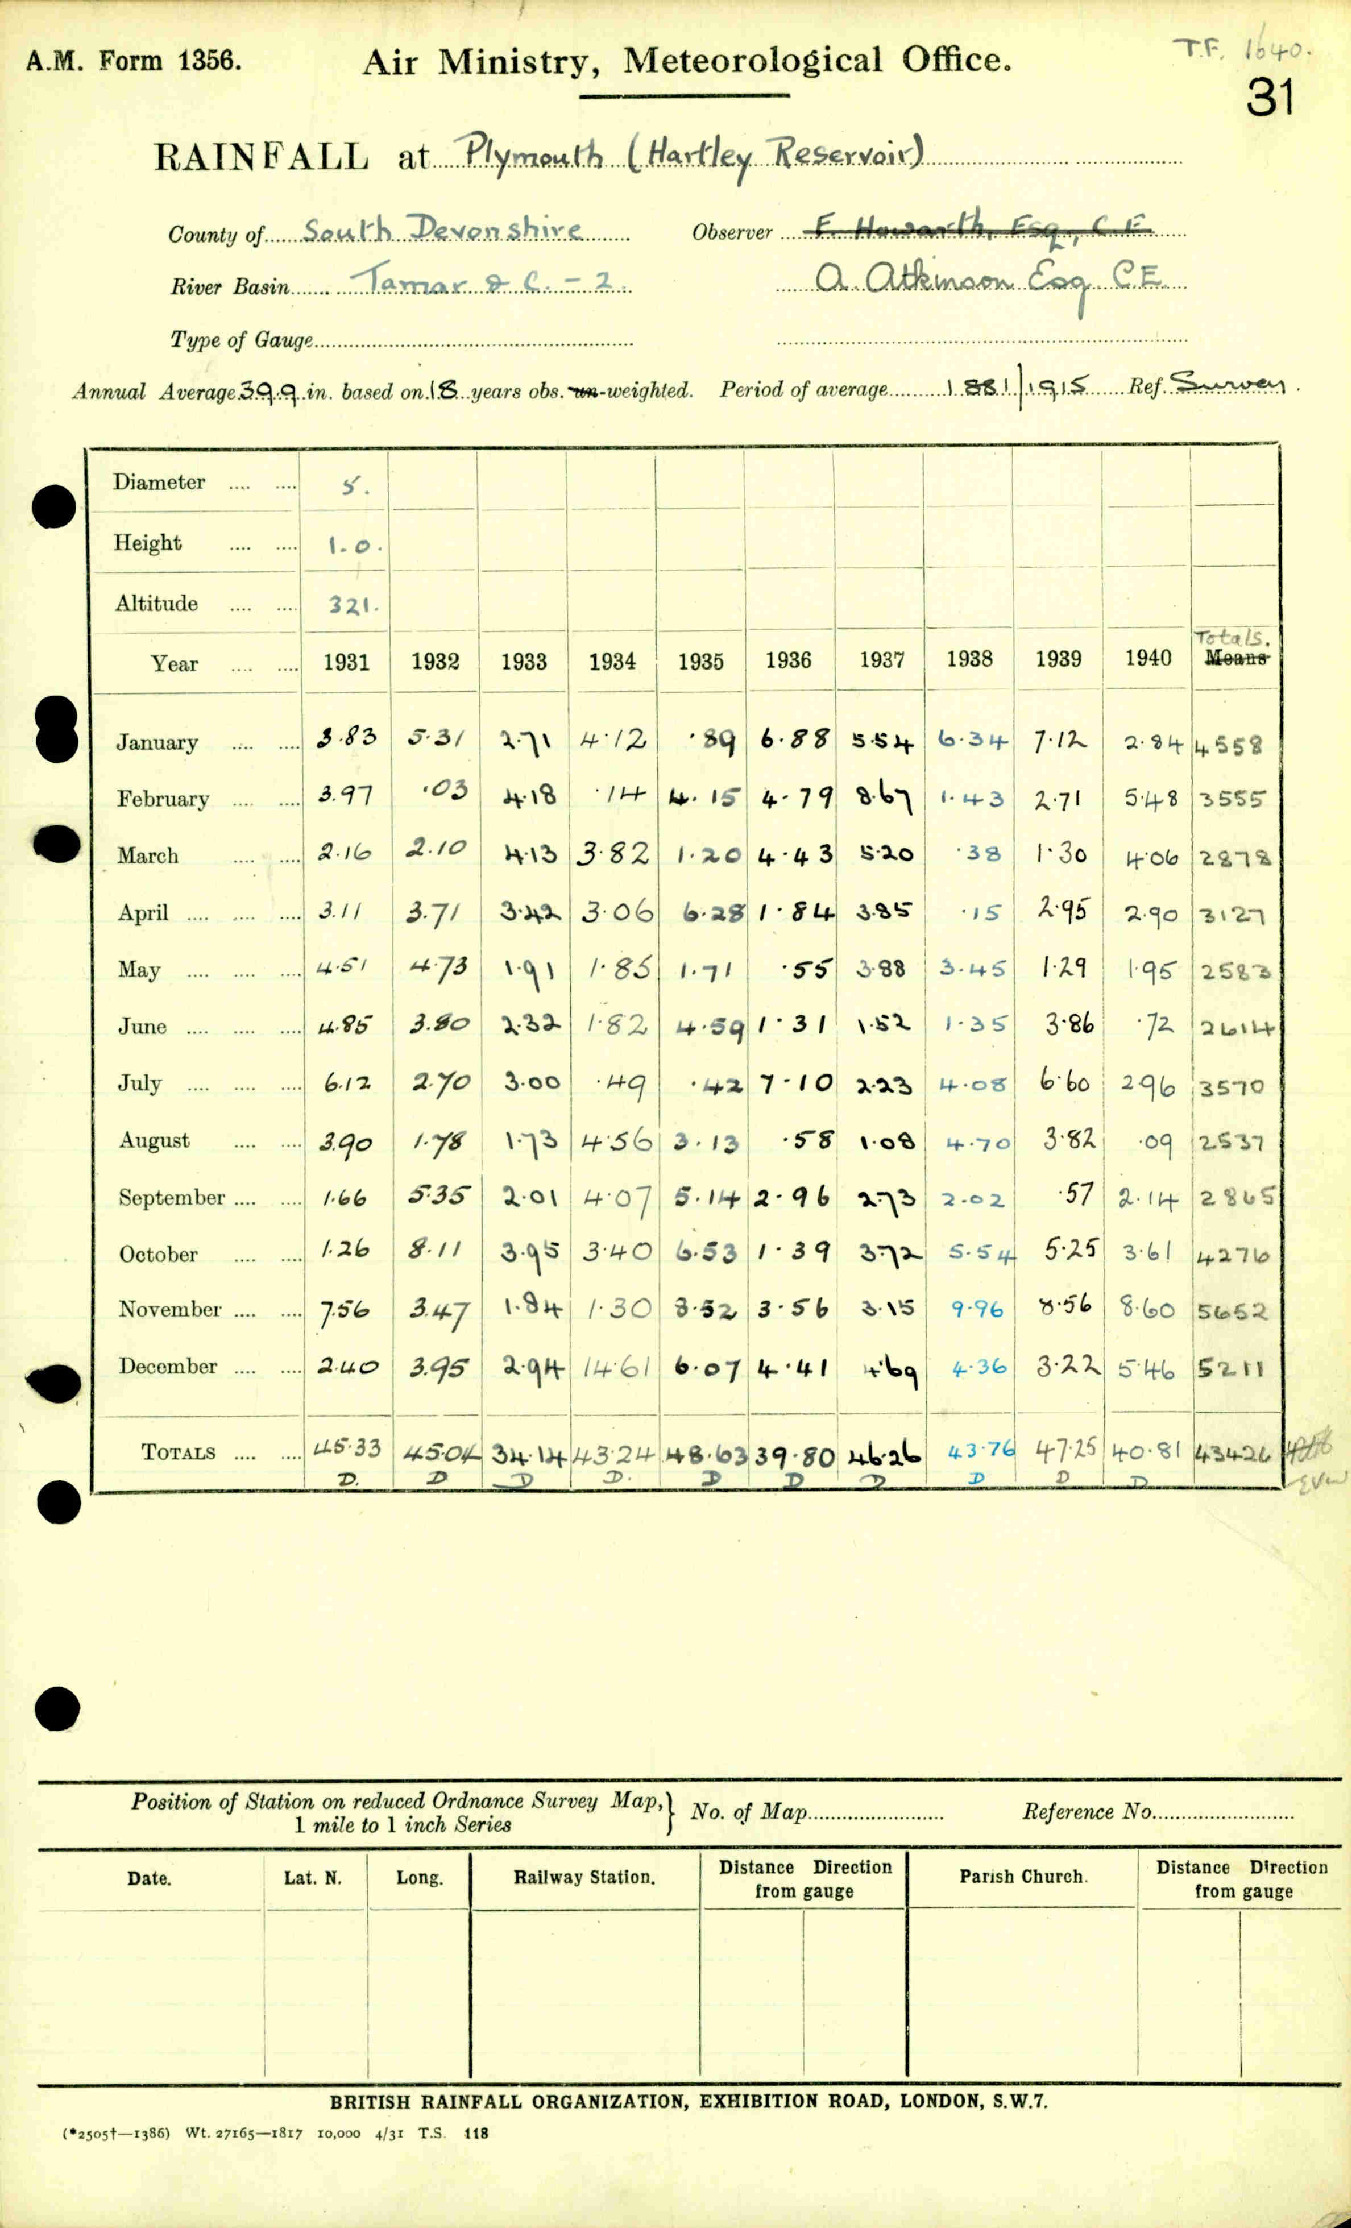 A.M. Form 1356.
Air Ministry, Meteorological Office.
T.F. 1640.
31
RAINFALL at Plymouth (Hartley Reservoir)
County of South Devonshire Observer F. Howarth, Esq., C.E.
River Basin Tamar & C. - 2. A. Atkinson Esq. C.E.
Type of Gauge
Annual Average 39.9 in. based on 18 years obs. un-weighted. Period of average 1881/1915 Ref. Survey.
Diameter 5.
Height 1.0.
Altitude 321.
Totals.
Year 1931 1932 1933 1934 1935 1936 1937 1938 1939 1940 Means
January 3.83 5.31 2.71 4.12 .89 6.88 5.54 6.34 7.12 2.84 4558
February 3.97 .03 4.18 .14 4.15 4.79 8.67 1.43 2.71 5.48 3555
March 2.16 2.10 4.13 3.82 1.20 4.43 5.20 .38 1.30 4.06 2878
April 3.11 3.71 3.42 3.06 6.28 1.84 3.85 .15 2.95 2.90 3127
May 4.51 4.73 1.91 1.85 1.71 .55 3.88 3.45 1.29 1.95 2583
June 4.85 3.80 2.32 1.82 4.59 1.31 1.52 1.35 3.86 .72 2614
July 6.12 2.70 3.00 .49 .42 7.10 2.23 4.08 6.60 2.96 3570
August 3.90 1.78 1.73 4.56 3.13 .58 1.08 4.70 3.82 .09 2537
September 1.66 5.35 2.01 4.07 5.14 2.96 2.73 2.02 .57 2.14 2865
October 1.26 8.11 3.95 3.40 6.53 1.39 3.72 5.54 5.25 3.61 4276
November 7.56 3.47 1.84 1.30 8.52 3.56 3.15 9.96 8.56 8.60 5652
December 2.40 3.95 2.94 14.61 6.07 4.41 4.69 4.36 3.22 5.46 5211
TOTALS 45.33 45.04 34.14 43.24 48.63 39.80 46.26 43.76 47.25 40.81 43426
D. D D D. D D D D D D
Position of Station on reduced Ordnance Survey Map, } No. of Map Reference No.
1 mile to 1 inch Series
Date. Lat. N. Long. Railway Station. Distance Direction from gauge Parish Church. Distance Direction from gauge
BRITISH RAINFALL ORGANIZATION, EXHIBITION ROAD, LONDON, S.W.7.
(*2505†—1386) Wt. 27165—1817 10,000 4/31 T.S. 118